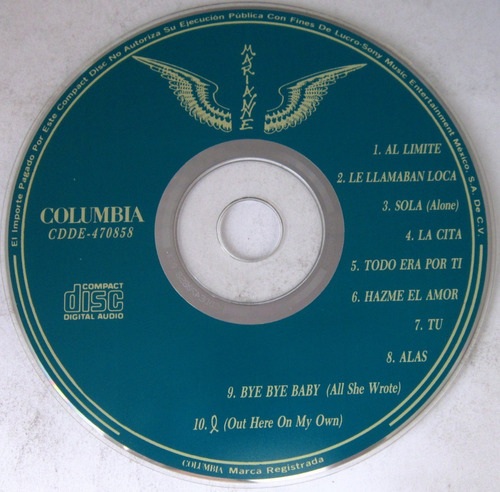 El Importe Pagado Por Este Compact Disc No Autoriza Su Ejecución Pública Con Fines De Lucro·Sony Music Entertainment México, S.A. De C.V.
MARIANE
1. AL LIMITE
2. LE LLAMABAN LOCA
3. SOLA (Alone)
4. LA CITA
5. TODO ERA POR TI
6. HAZME EL AMOR
7. TU
8. ALAS
9. BYE BYE BABY (All She Wrote)
10. (Out Here On My Own)
COLUMBIA
CDDE-470858
COMPACT
disc
DIGITAL AUDIO
COLUMBIA Marca Registrada